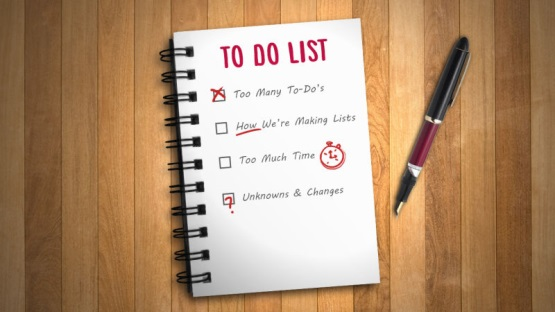 TO DO LIST
Too Many To-Do's
How We're Making Lists
Too Much Time
? Unknowns & Changes